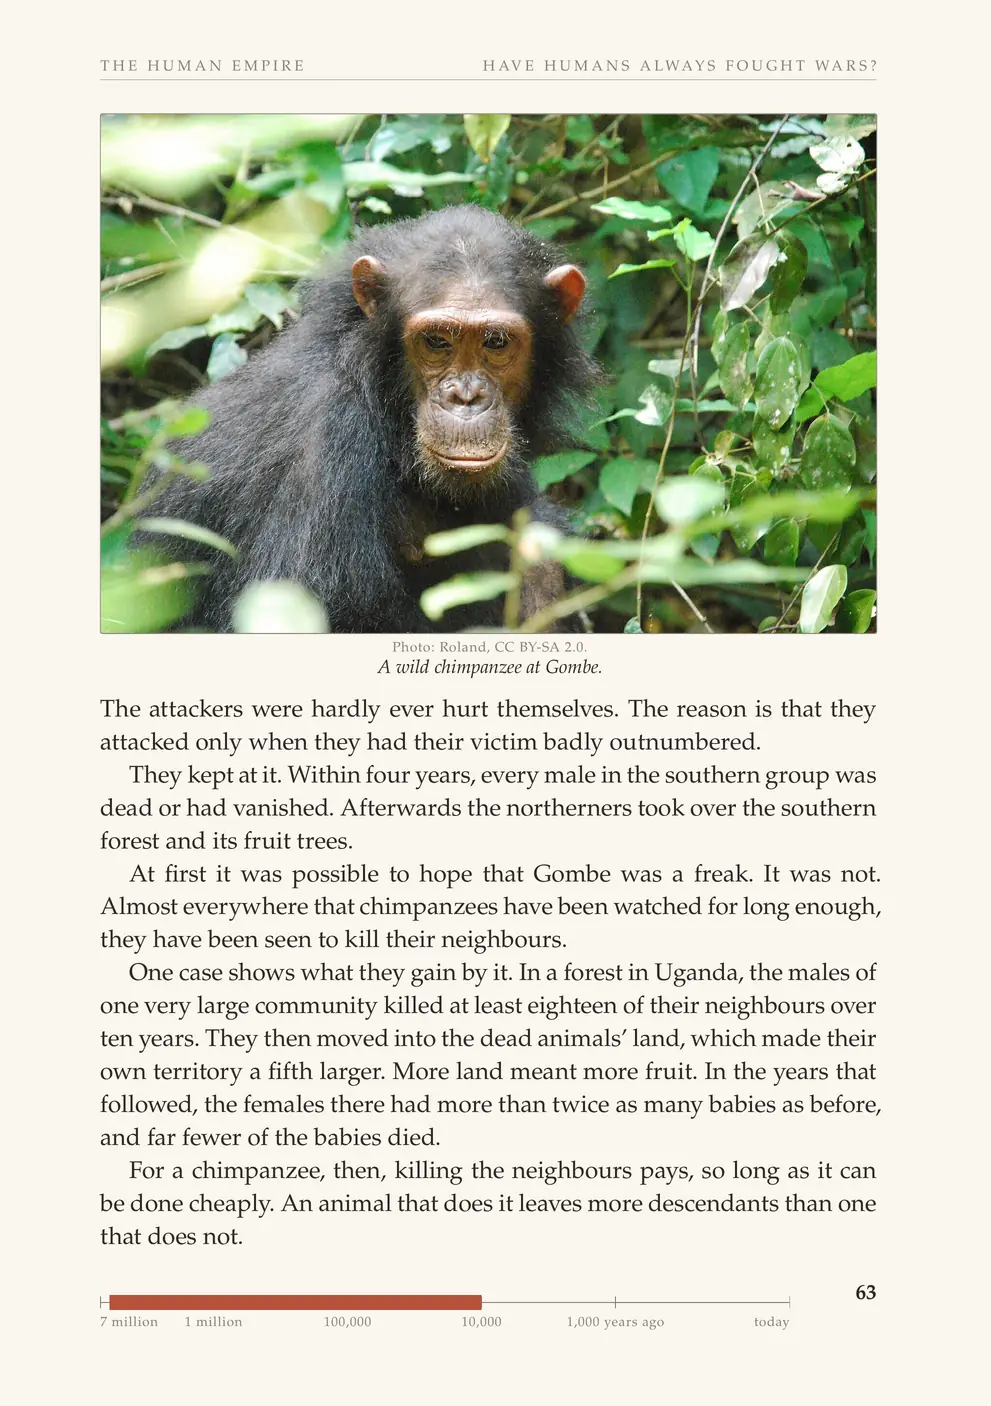 THE HUMAN EMPIRE
HAVE HUMANS ALWAYS FOUGHT WARS?
Photo: Roland, CC BY-SA 2.0.
A wild chimpanzee at Gombe.
The attackers were hardly ever hurt themselves. The reason is that they
attacked only when they had their victim badly outnumbered.
They kept at it. Within four years, every male in the southern group was
dead or had vanished. Afterwards the northerners took over the southern
forest and its fruit trees.
At first it was possible to hope that Gombe was a freak. It was not.
Almost everywhere that chimpanzees have been watched for long enough,
they have been seen to kill their neighbours.
One case shows what they gain by it. In a forest in Uganda, the males of
one very large community killed at least eighteen of their neighbours over
ten years. They then moved into the dead animals’ land, which made their
own territory a fifth larger. More land meant more fruit. In the years that
followed, the females there had more than twice as many babies as before,
and far fewer of the babies died.
For a chimpanzee, then, killing the neighbours pays, so long as it can
be done cheaply. An animal that does it leaves more descendants than one
that does not.
63
7 million 1 million 100,000 10,000 1,000 years ago today